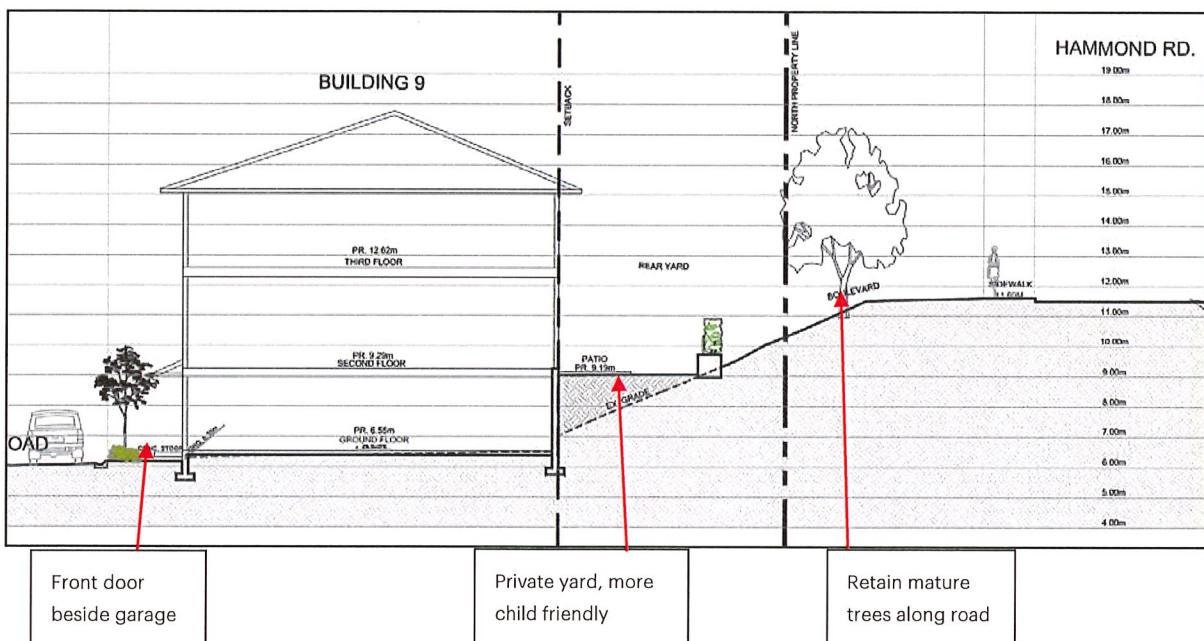 HAMMOND RD.
BUILDING 9
SETBACK
NORTH PROPERTY LINE
19.00m
18.00m
17.00m
16.00m
15.00m
14.00m
13.00m
12.00m
11.00m
10.00m
9.00m
8.00m
7.00m
6.00m
5.00m
4.00m
PR. 12.62m
THIRD FLOOR
REAR YARD
BOULEVARD
SIDEWALK
11.60M
PR. 9.29m
SECOND FLOOR
PATIO
PR. 9.19m
EX. GRADE
PR. 6.55m
GROUND FLOOR
OAD
STOOP
Front door
beside garage
Private yard, more
child friendly
Retain mature
trees along road